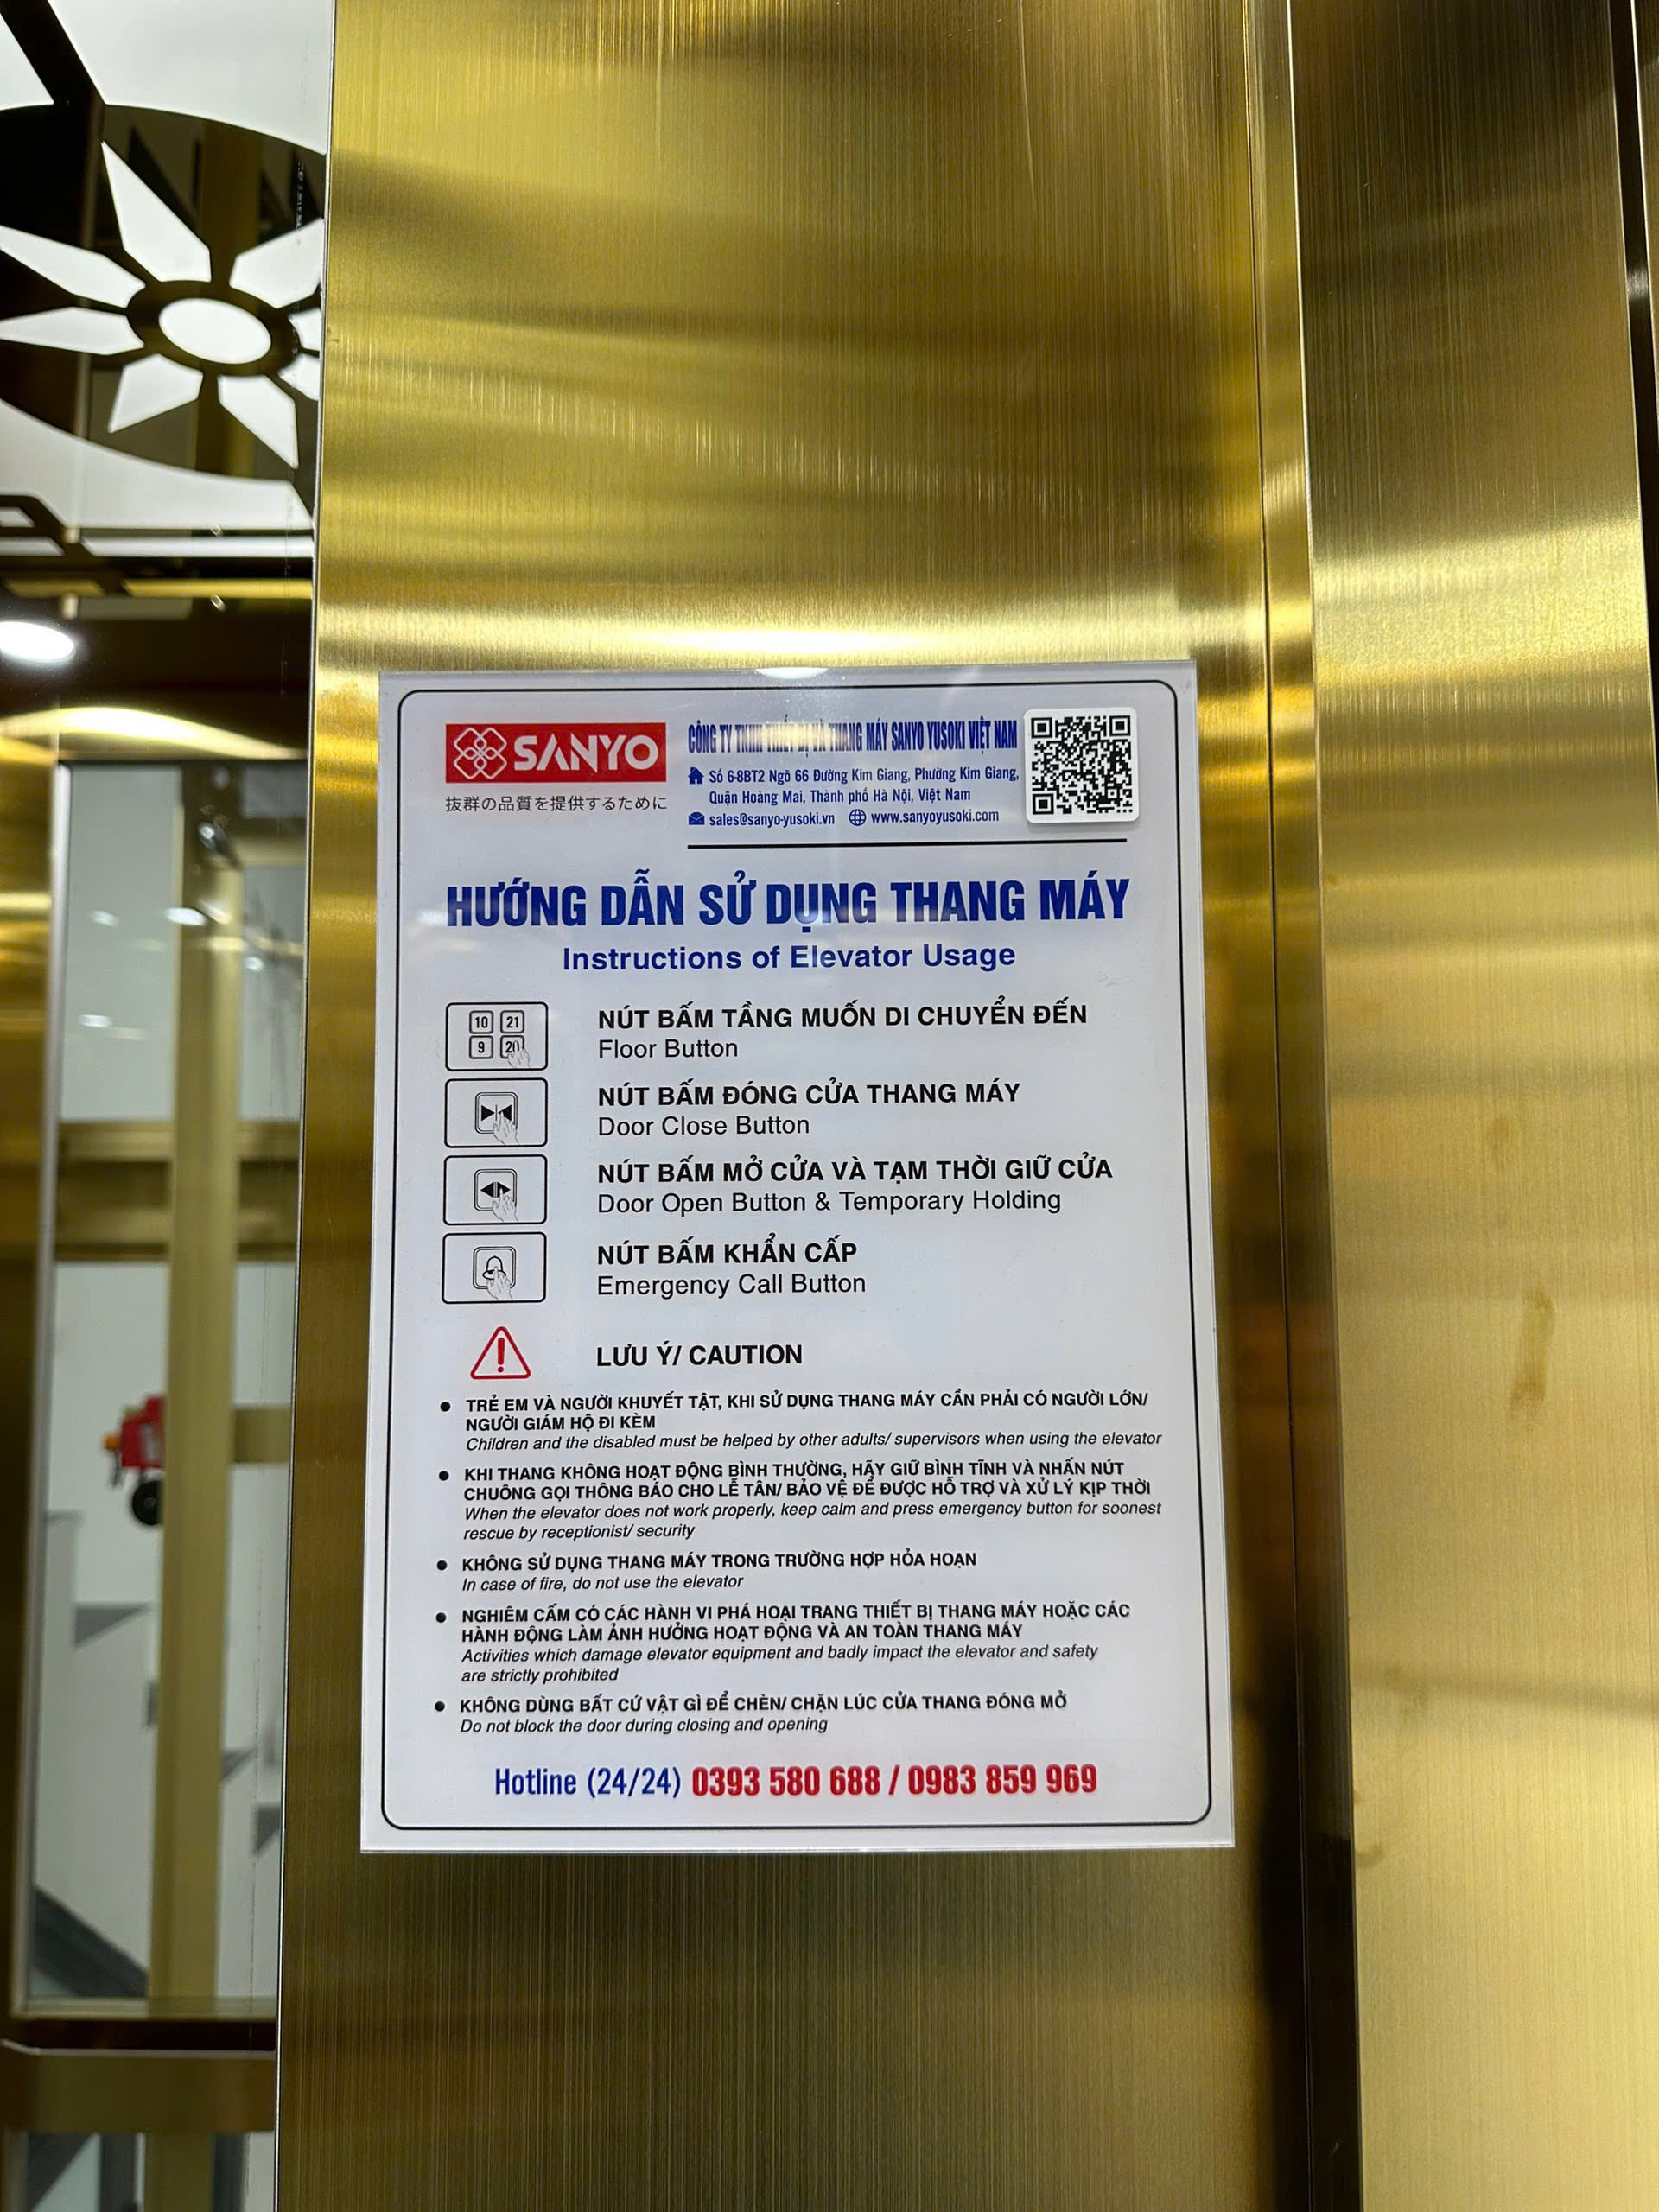 SANYO
抜群の品質を提供するために
CÔNG TY TNHH THIẾT BỊ VÀ THANG MÁY SANYO YUSOKI VIỆT NAM
Số 6-8BT2 Ngõ 66 Đường Kim Giang, Phường Kim Giang,
Quận Hoàng Mai, Thành phố Hà Nội, Việt Nam
sales@sanyo-yusoki.vn www.sanyoyusoki.com
HƯỚNG DẪN SỬ DỤNG THANG MÁY
Instructions of Elevator Usage
10 21
9 20
NÚT BẤM TẦNG MUỐN DI CHUYỂN ĐẾN
Floor Button
NÚT BẤM ĐÓNG CỬA THANG MÁY
Door Close Button
NÚT BẤM MỞ CỬA VÀ TẠM THỜI GIỮ CỬA
Door Open Button & Temporary Holding
NÚT BẤM KHẨN CẤP
Emergency Call Button
LƯU Ý/ CAUTION
• TRẺ EM VÀ NGƯỜI KHUYẾT TẬT, KHI SỬ DỤNG THANG MÁY CẦN PHẢI CÓ NGƯỜI LỚN/
NGƯỜI GIÁM HỘ ĐI KÈM
Children and the disabled must be helped by other adults/ supervisors when using the elevator
• KHI THANG KHÔNG HOẠT ĐỘNG BÌNH THƯỜNG, HÃY GIỮ BÌNH TĨNH VÀ NHẤN NÚT
CHUÔNG GỌI THÔNG BÁO CHO LỄ TÂN/ BẢO VỆ ĐỂ ĐƯỢC HỖ TRỢ VÀ XỬ LÝ KỊP THỜI
When the elevator does not work properly, keep calm and press emergency button for soonest
rescue by receptionist/ security
• KHÔNG SỬ DỤNG THANG MÁY TRONG TRƯỜNG HỢP HỎA HOẠN
In case of fire, do not use the elevator
• NGHIÊM CẤM CÓ CÁC HÀNH VI PHÁ HOẠI TRANG THIẾT BỊ THANG MÁY HOẶC CÁC
HÀNH ĐỘNG LÀM ẢNH HƯỞNG HOẠT ĐỘNG VÀ AN TOÀN THANG MÁY
Activities which damage elevator equipment and badly impact the elevator and safety
are strictly prohibited
• KHÔNG DÙNG BẤT CỨ VẬT GÌ ĐỂ CHÈN/ CHẶN LÚC CỬA THANG ĐÓNG MỞ
Do not block the door during closing and opening
Hotline (24/24) 0393 580 688 / 0983 859 969